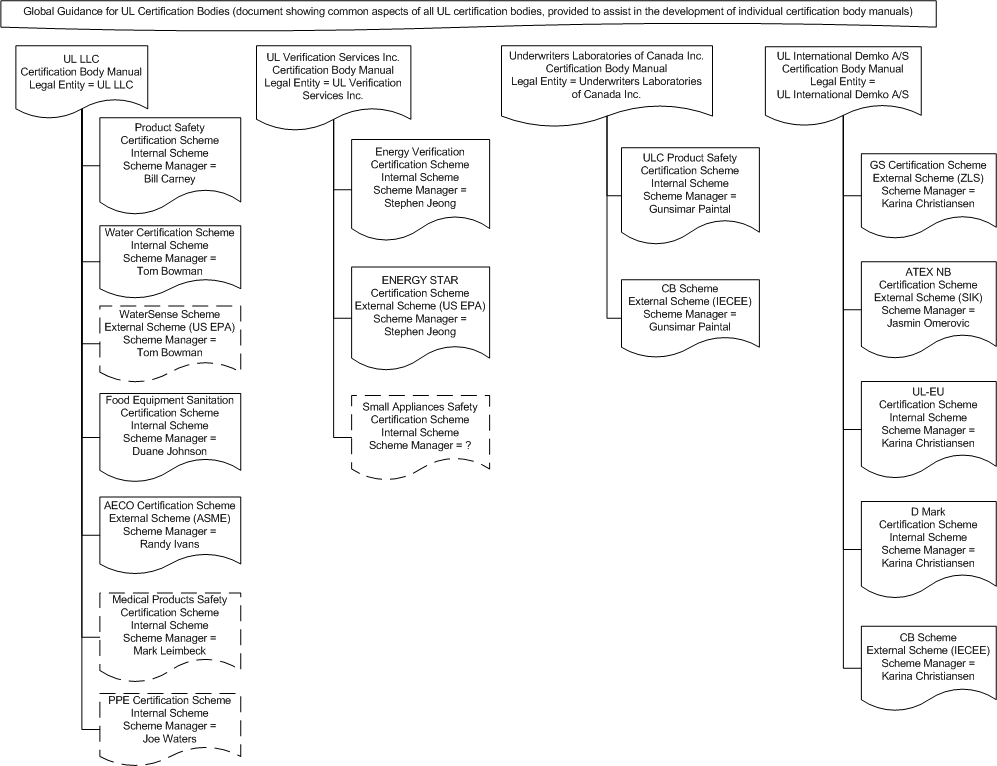 Global Guidance for UL Certification Bodies (document showing common aspects of all UL certification bodies, provided to assist in the development of individual certification body manuals)
UL LLC
Certification Body Manual
Legal Entity = UL LLC
Product Safety
Certification Scheme
Internal Scheme
Scheme Manager =
Bill Carney
Water Certification Scheme
Internal Scheme
Scheme Manager =
Tom Bowman
WaterSense Scheme
External Scheme (US EPA)
Scheme Manager =
Tom Bowman
Food Equipment Sanitation
Certification Scheme
Internal Scheme
Scheme Manager =
Duane Johnson
AECO Certification Scheme
External Scheme (ASME)
Scheme Manager =
Randy Ivans
Medical Products Safety
Certification Scheme
Internal Scheme
Scheme Manager =
Mark Leimbeck
PPE Certification Scheme
Internal Scheme
Scheme Manager =
Joe Waters
UL Verification Services Inc.
Certification Body Manual
Legal Entity = UL Verification
Services Inc.
Energy Verification
Certification Scheme
Internal Scheme
Scheme Manager =
Stephen Jeong
ENERGY STAR
Certification Scheme
External Scheme (US EPA)
Scheme Manager =
Stephen Jeong
Small Appliances Safety
Certification Scheme
Internal Scheme
Scheme Manager = ?
Underwriters Laboratories of Canada Inc.
Certification Body Manual
Legal Entity = Underwriters Laboratories
of Canada Inc.
ULC Product Safety
Certification Scheme
Internal Scheme
Scheme Manager =
Gunsimar Paintal
CB Scheme
External Scheme (IECEE)
Scheme Manager =
Gunsimar Paintal
UL International Demko A/S
Certification Body Manual
Legal Entity =
UL International Demko A/S
GS Certification Scheme
External Scheme (ZLS)
Scheme Manager =
Karina Christiansen
ATEX NB
Certification Scheme
External Scheme (SIK)
Scheme Manager =
Jasmin Omerovic
UL-EU
Certification Scheme
Internal Scheme
Scheme Manager =
Karina Christiansen
D Mark
Certification Scheme
Internal Scheme
Scheme Manager =
Karina Christiansen
CB Scheme
External Scheme (IECEE)
Scheme Manager =
Karina Christiansen